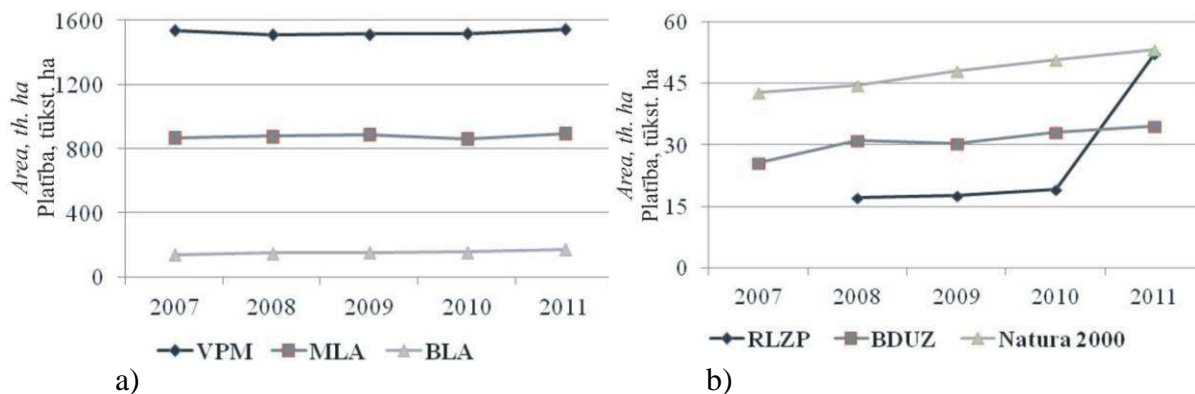 Area, th. ha
Platība, tūkst. ha
1600
1200
800
400
0
2007 2008 2009 2010 2011
VPM MLA BLA
a)
Area, th. ha
Platība, tūkst. ha
60
45
30
15
0
2007 2008 2009 2010 2011
RLZP BDUZ Natura 2000
b)